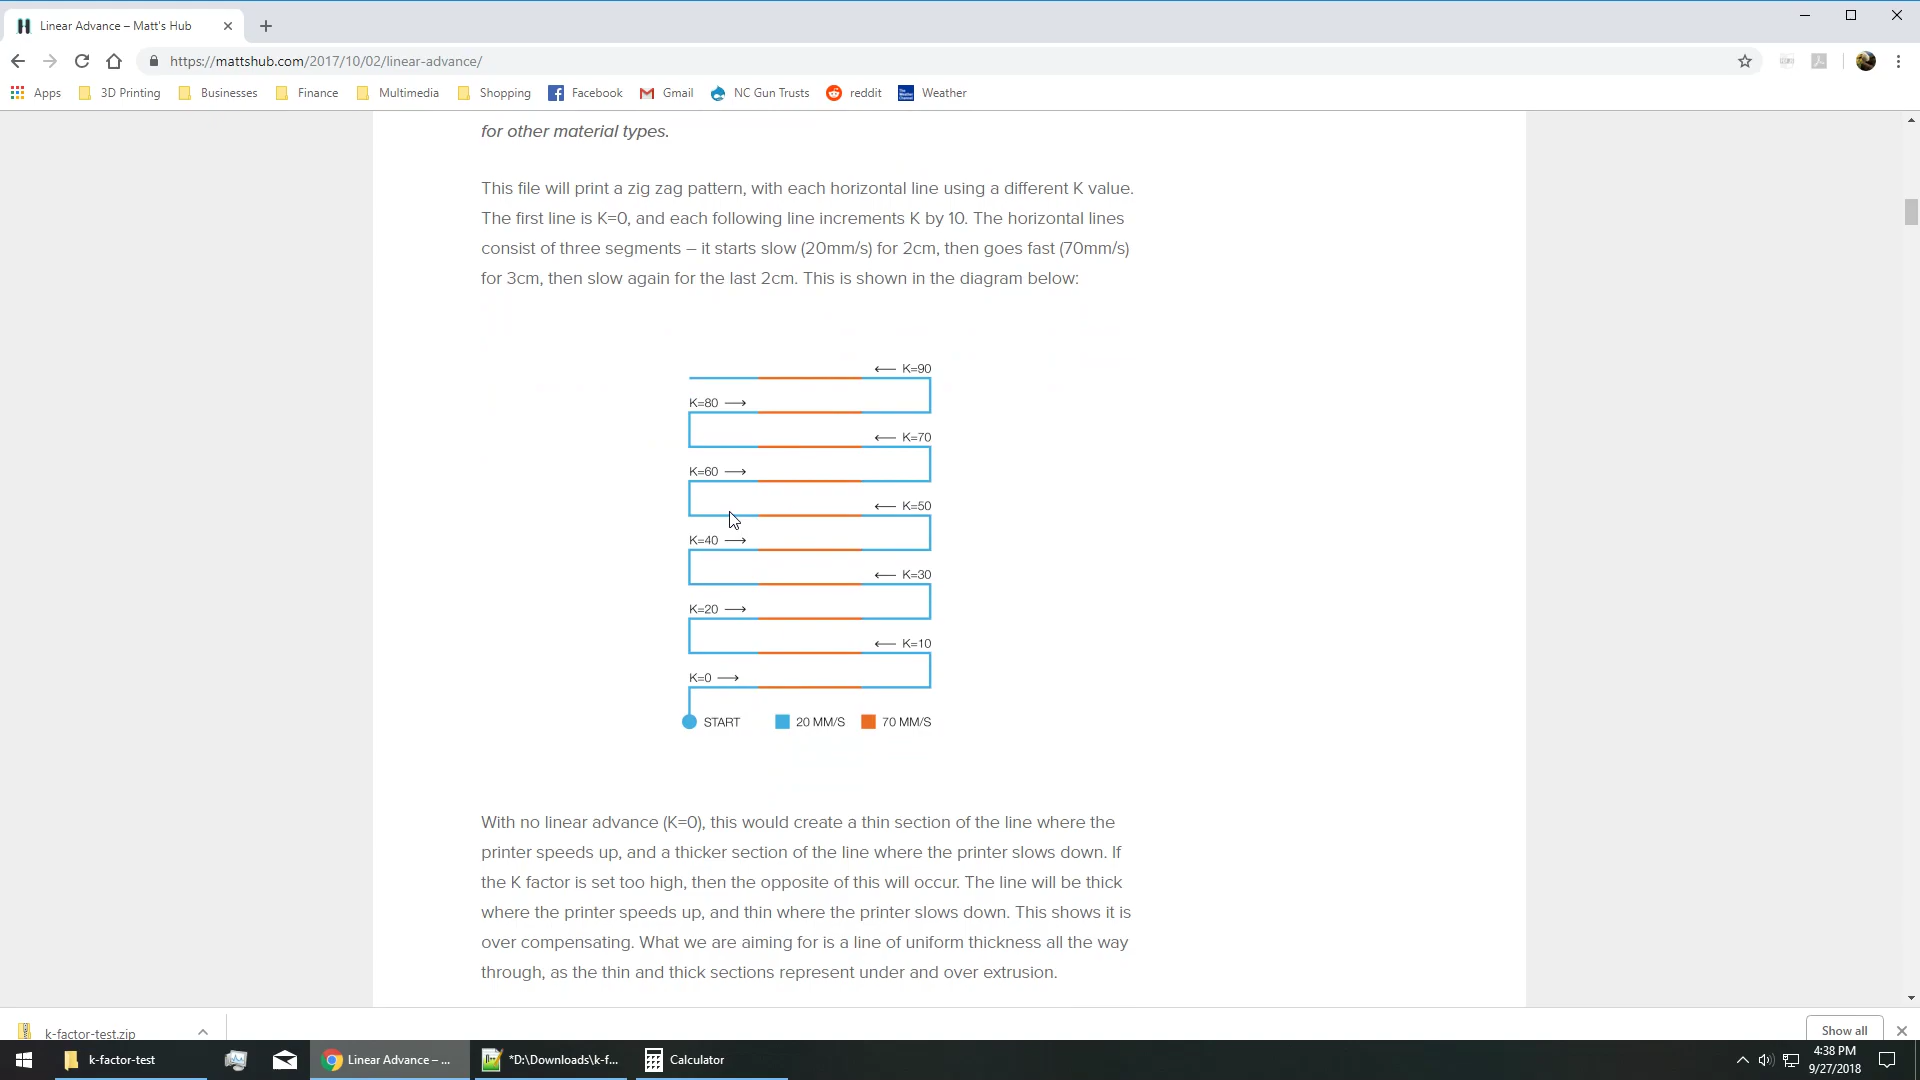 Linear Advance – Matt's Hub
https://mattshub.com/2017/10/02/linear-advance/
Apps 3D Printing Businesses Finance Multimedia Shopping Facebook Gmail NC Gun Trusts reddit Weather
for other material types.
This file will print a zig zag pattern, with each horizontal line using a different K value.
The first line is K=0, and each following line increments K by 10. The horizontal lines
consist of three segments – it starts slow (20mm/s) for 2cm, then goes fast (70mm/s)
for 3cm, then slow again for the last 2cm. This is shown in the diagram below:
K=90
K=80
K=70
K=60
K=50
K=40
K=30
K=20
K=10
K=0
START 20 MM/S 70 MM/S
With no linear advance (K=0), this would create a thin section of the line where the
printer speeds up, and a thicker section of the line where the printer slows down. If
the K factor is set too high, then the opposite of this will occur. The line will be thick
where the printer speeds up, and thin where the printer slows down. This shows it is
over compensating. What we are aiming for is a line of uniform thickness all the way
through, as the thin and thick sections represent under and over extrusion.
k-factor-test.zip
Show all
k-factor-test Linear Advance – ... *D:\Downloads\k-f... Calculator
4:38 PM
9/27/2018